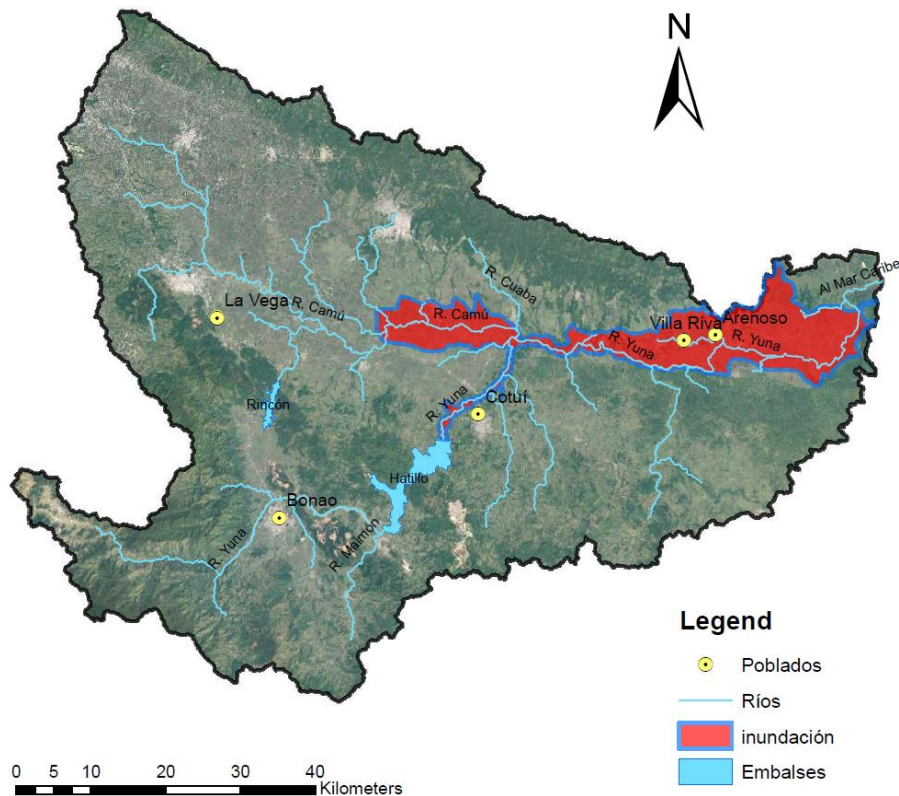 N
Al Mar Caribe
R. Cuaba
La Vega
R. Camú
R. Camú
Villa Riva
Arenoso
R. Yuna
R. Yuna
Rincón
R. Yuna
Cotuí
Hatillo
Bonao
R. Yuna
R. Maimón
Legend
Poblados
Ríos
inundación
Embalses
0 5 10 20 30 40
Kilometers